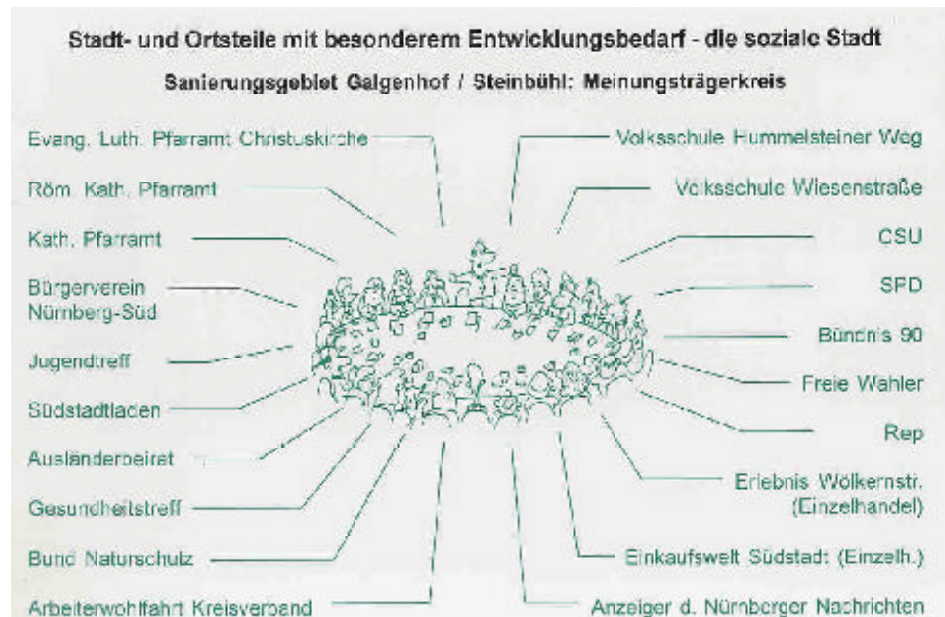 Stadt- und Ortsteile mit besonderem Entwicklungsbedarf - die soziale Stadt
Sanierungsgebiet Galgenhof / Steinbühl: Meinungsträgerkreis
Evang. Luth. Pfarramt Christuskirche
Röm. Kath. Pfarramt
Kath. Pfarramt
Bürgerverein
Nürnberg-Süd
Jugendtreff
Südstadtladen
Ausländerbeirat
Gesundheitstreff
Bund Naturschutz
Arbeiterwohlfahrt Kreisverband
Volksschule Hummelsteiner Weg
Volksschule Wiesenstraße
CSU
SPD
Bündnis 90
Freie Wähler
Rep
Erlebnis Wölkernstr.
(Einzelhandel)
Einkaufswelt Südstadt (Einzelh.)
Anzeiger d. Nürnberger Nachrichten